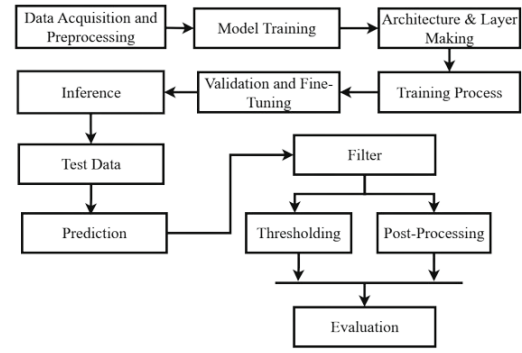 Data Acquisition and
Preprocessing
Model Training
Architecture & Layer
Making
Training Process
Validation and Fine-
Tuning
Inference
Test Data
Prediction
Filter
Thresholding
Post-Processing
Evaluation